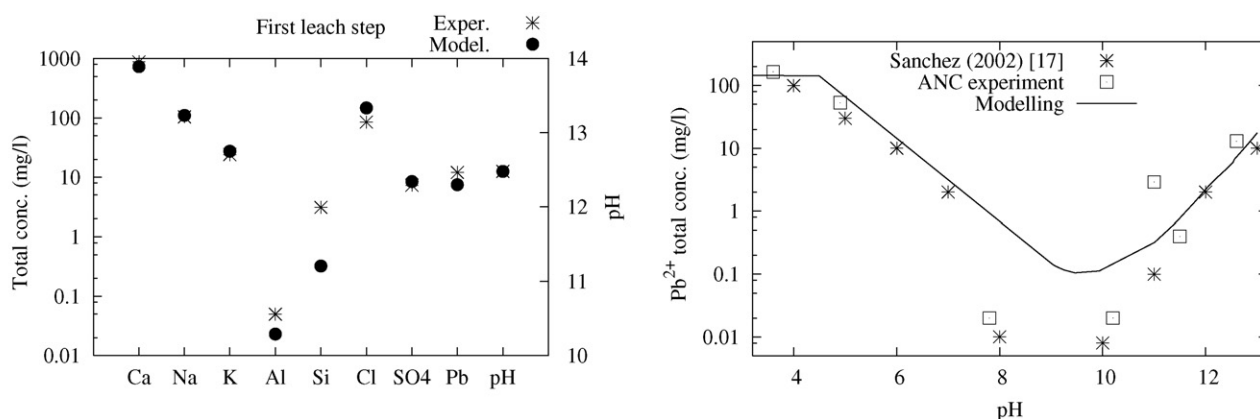 First leach step
Exper.
Model.
Total conc. (mg/l)
1000
100
10
1
0.1
0.01
14
13
12
11
10
pH
Ca Na K Al Si Cl SO4 Pb pH
Sanchez (2002) [17]
ANC experiment
Modelling
Pb2+ total conc. (mg/l)
100
10
1
0.1
0.01
4 6 8 10 12
pH